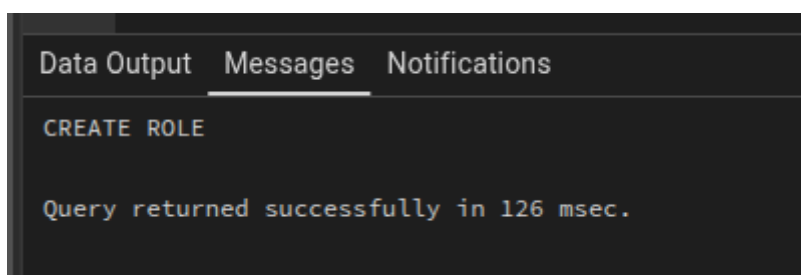 Data Output Messages Notifications
CREATE ROLE
Query returned successfully in 126 msec.